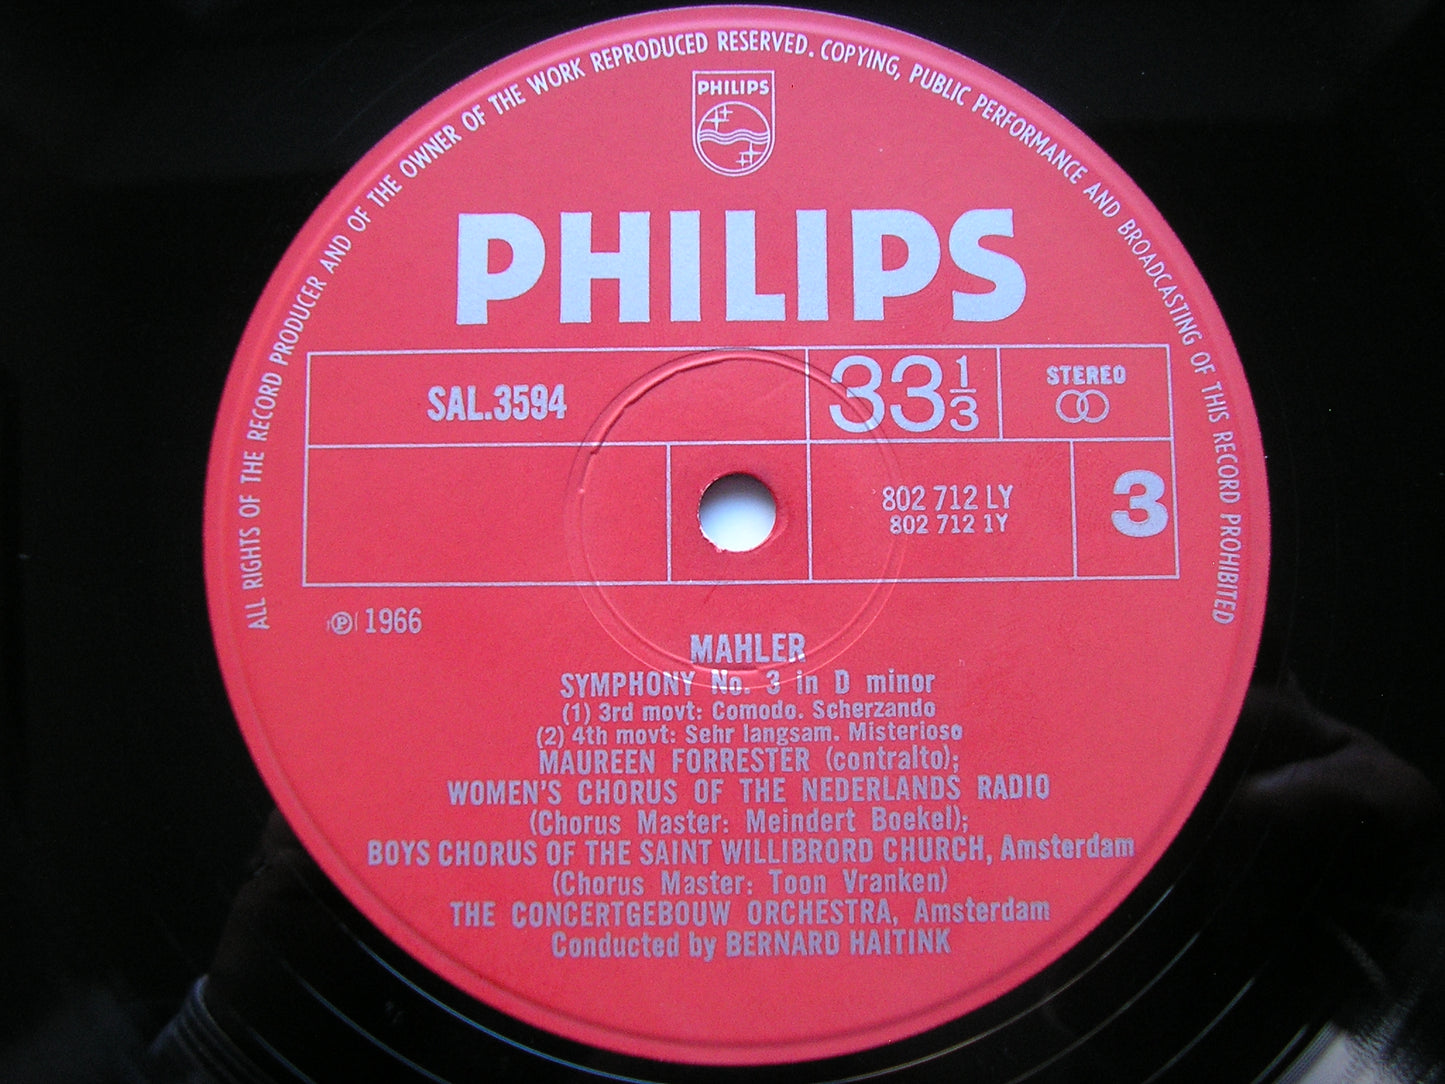 ALL RIGHTS OF THE RECORD PRODUCER AND OF THE OWNER OF THE WORK REPRODUCED RESERVED. COPYING, PUBLIC PERFORMANCE AND BROADCASTING OF THIS RECORD PROHIBITED
PHILIPS
PHILIPS
SAL.3594
33 1/3
STEREO
802 712 LY
802 712 1Y
3
℗ 1966
MAHLER
SYMPHONY No. 3 in D minor
(1) 3rd movt: Comodo. Scherzando
(2) 4th movt: Sehr langsam. Misterioso
MAUREEN FORRESTER (contralto);
WOMEN'S CHORUS OF THE NEDERLANDS RADIO
(Chorus Master: Meindert Boekel);
BOYS CHORUS OF THE SAINT WILLIBRORD CHURCH, Amsterdam
(Chorus Master: Toon Vranken)
THE CONCERTGEBOUW ORCHESTRA, Amsterdam
Conducted by BERNARD HAITINK